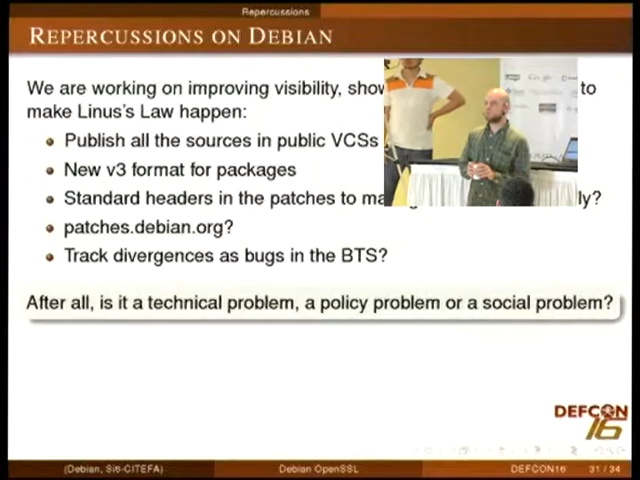 Repercussions
REPERCUSSIONS ON DEBIAN
We are working on improving visibility, show to
make Linus's Law happen:
Publish all the sources in public VCSs
New v3 format for packages
Standard headers in the patches to ma ly?
patches.debian.org?
Track divergences as bugs in the BTS?
After all, is it a technical problem, a policy problem or a social problem?
DEFCON
16
(Debian, Si6-CITEFA) Debian OpenSSL DEFCON16 31 / 34